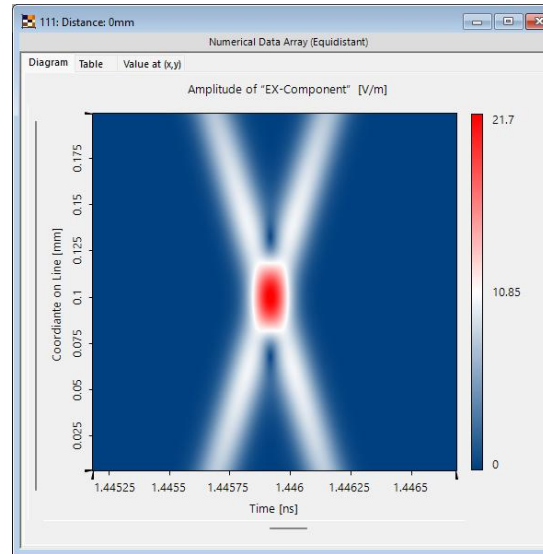 111: Distance: 0mm
Numerical Data Array (Equidistant)
Diagram Table Value at (x,y)
Amplitude of "EX-Component" [V/m]
21.7
10.85
0
Coordiante on Line [mm]
0.175
0.15
0.125
0.1
0.075
0.05
0.025
1.44525 1.4455 1.44575 1.446 1.44625 1.4465
Time [ns]